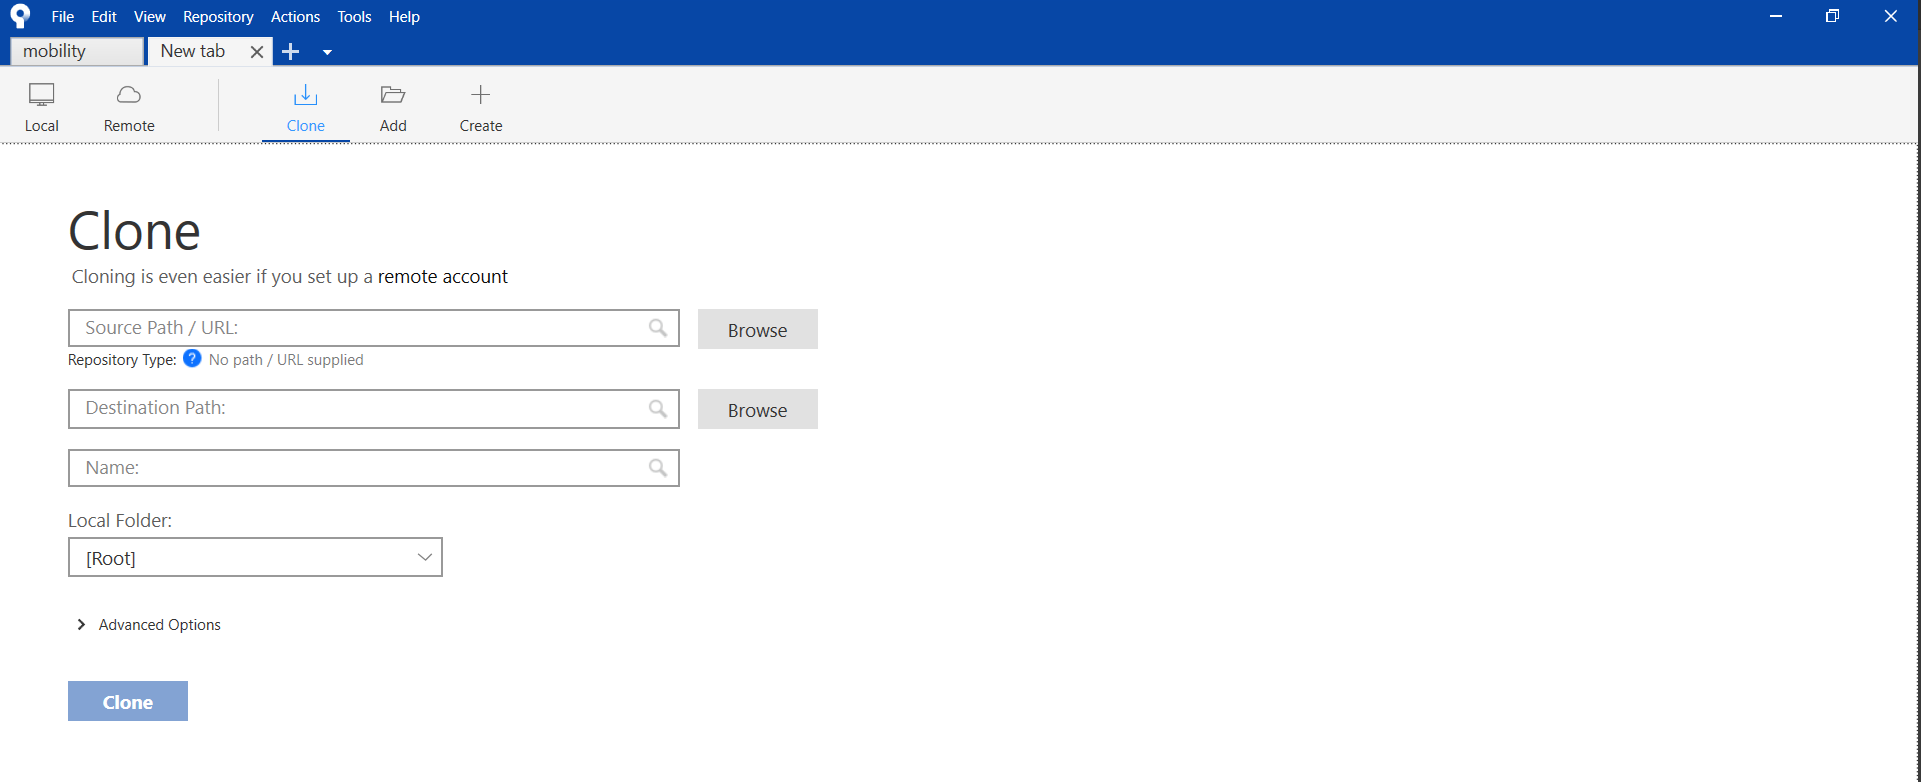 File Edit View Repository Actions Tools Help
mobility New tab
Local Remote Clone Add Create
Clone
Cloning is even easier if you set up a remote account
Source Path / URL: Browse
Repository Type: ? No path / URL supplied
Destination Path: Browse
Name:
Local Folder:
[Root]
Advanced Options
Clone